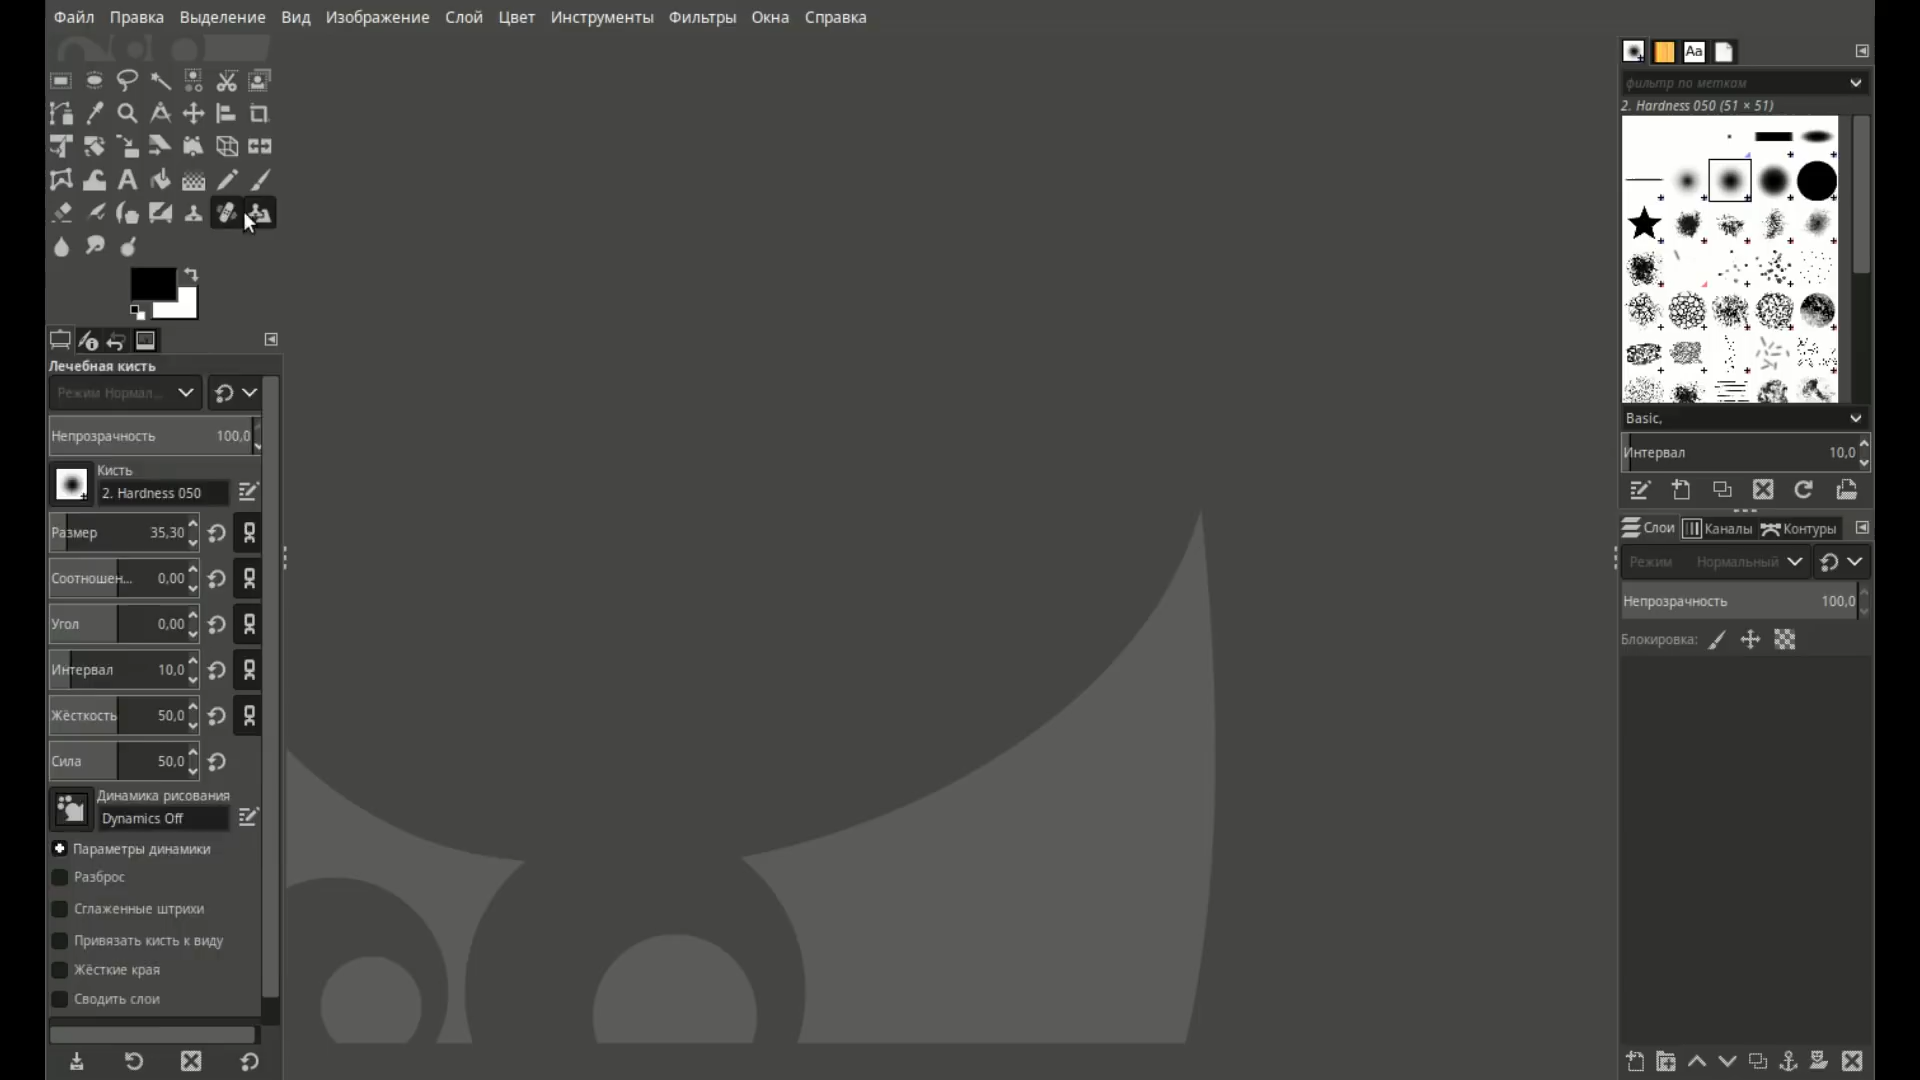 Файл Правка Выделение Вид Изображение Слой Цвет Инструменты Фильтры Окна Справка
Лечебная кисть
Режим Нормал...
Непрозрачность 100,0
Кисть
2. Hardness 050
Размер 35,30
Соотношен... 0,00
Угол 0,00
Интервал 10,0
Жёсткость 50,0
Сила 50,0
Динамика рисования
Dynamics Off
Параметры динамики
Разброс
Сглаженные штрихи
Привязать кисть к виду
Жёсткие края
Сводить слои
Aa
фильтр по меткам
2. Hardness 050 (51 × 51)
Basic,
Интервал 10,0
Слои Каналы Контуры
Режим Нормальный
Непрозрачность 100,0
Блокировка: